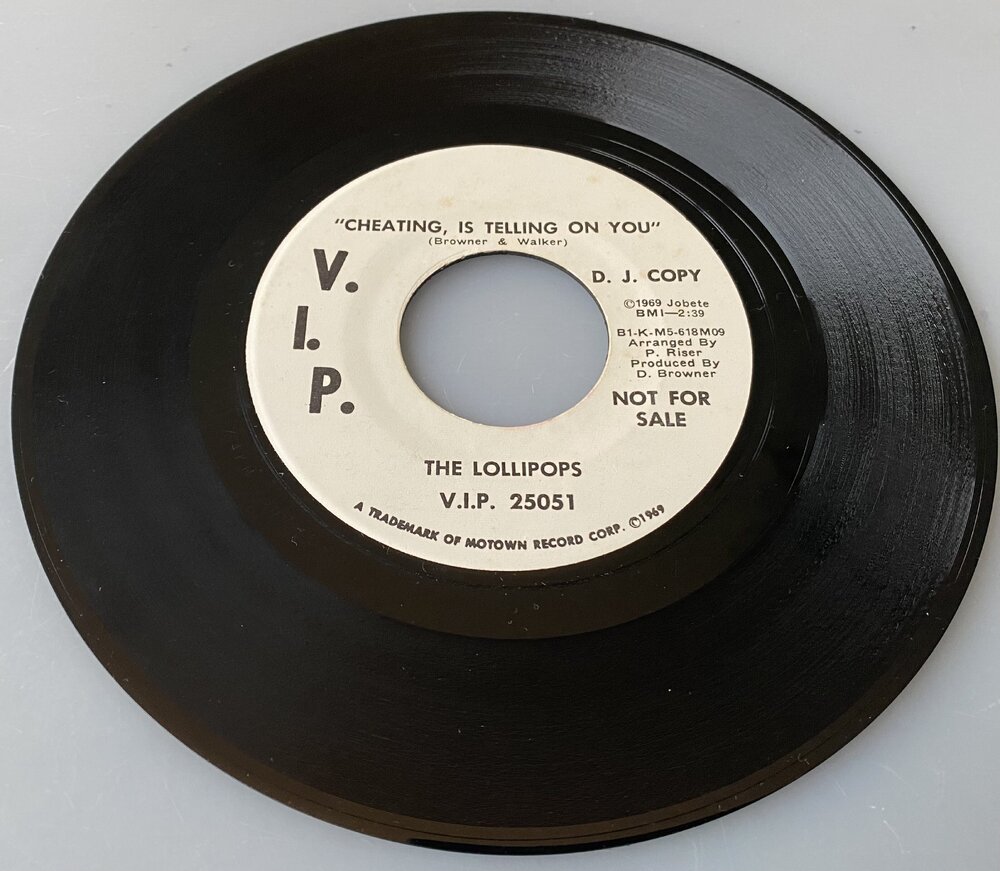 "CHEATING, IS TELLING ON YOU"
(Browner & Walker)
V.
I.
P.
D. J. COPY
©1969 Jobete
BMI—2:39
B1-K-M5-618M09
Arranged By
P. Riser
Produced By
D. Browner
NOT FOR
SALE
THE LOLLIPOPS
V.I.P. 25051
A TRADEMARK OF MOTOWN RECORD CORP. ©1969